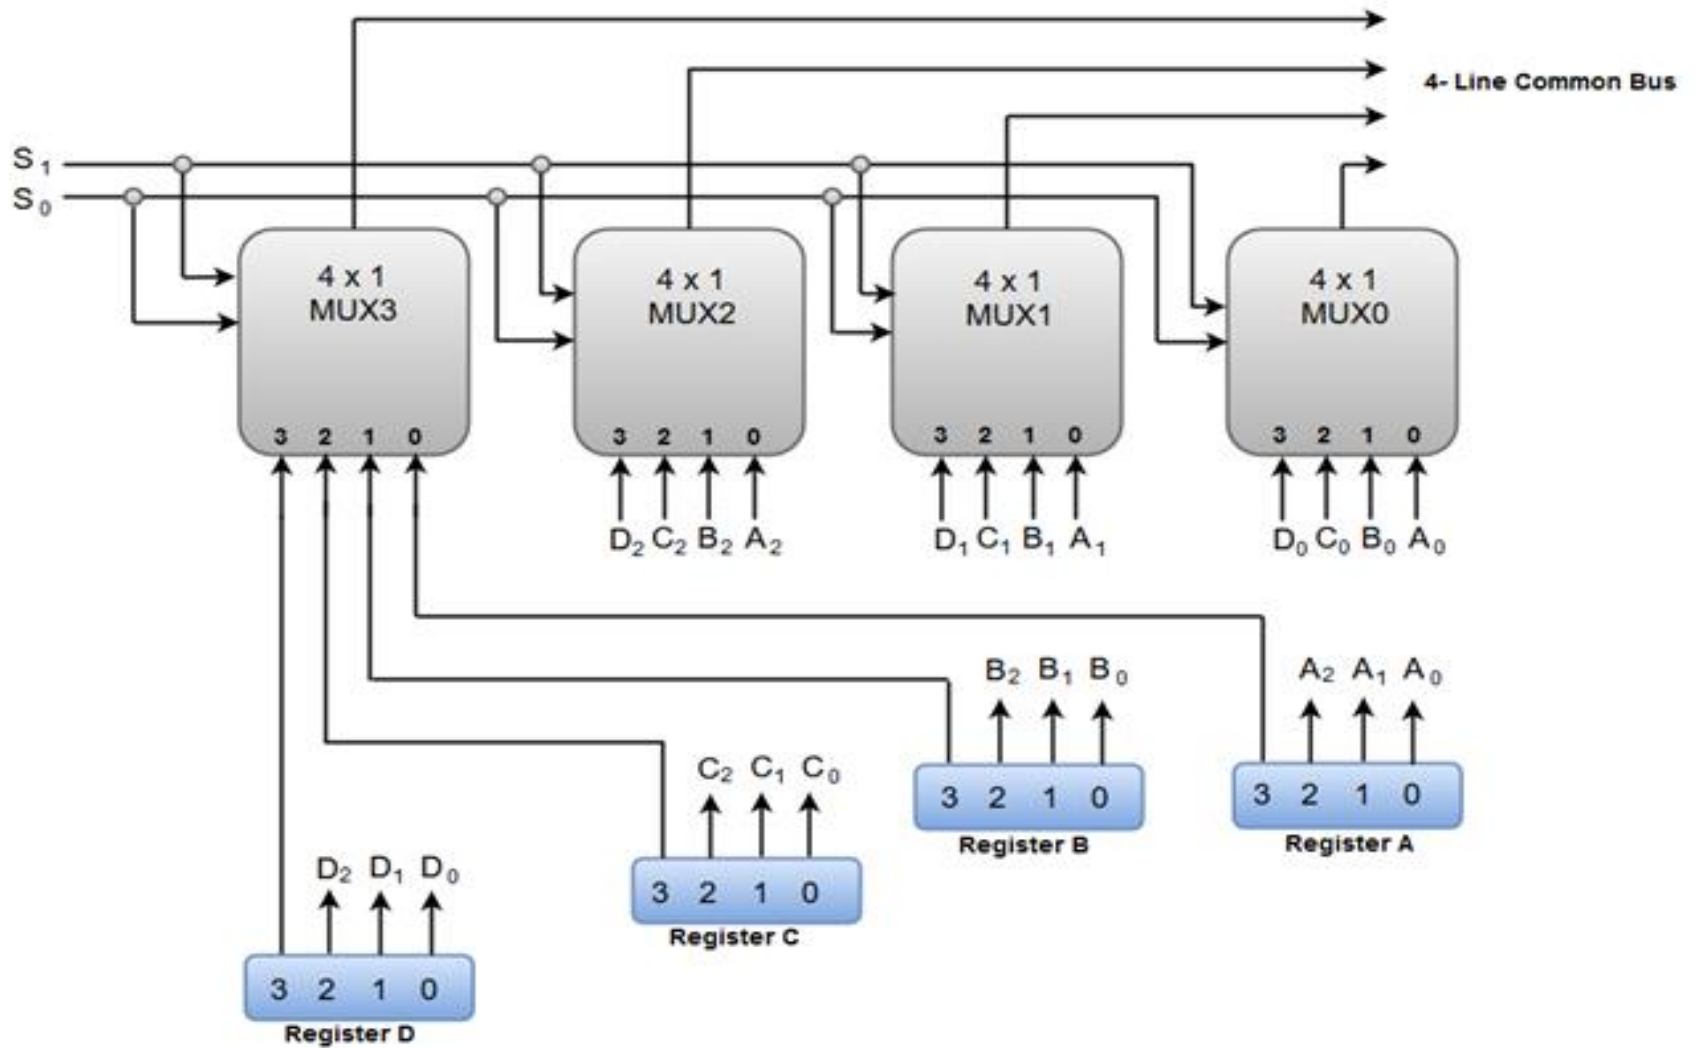 4- Line Common Bus
S1
S0
4 x 1
MUX3
4 x 1
MUX2
4 x 1
MUX1
4 x 1
MUX0
3 2 1 0
3 2 1 0
3 2 1 0
3 2 1 0
D2 C2 B2 A2
D1 C1 B1 A1
D0 C0 B0 A0
B2 B1 B0
A2 A1 A0
3 2 1 0
Register B
3 2 1 0
Register A
C2 C1 C0
3 2 1 0
Register C
D2 D1 D0
3 2 1 0
Register D